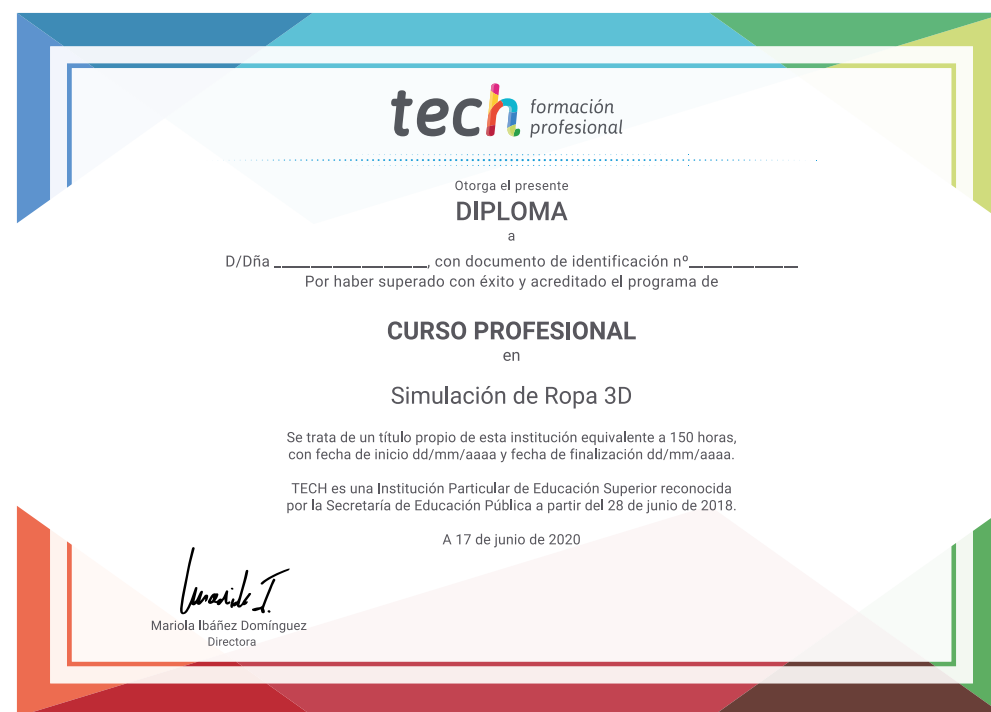 tech formación
profesional
Otorga el presente
DIPLOMA
a
D/Dña ____________________, con documento de identificación nº______________
Por haber superado con éxito y acreditado el programa de
CURSO PROFESIONAL
en
Simulación de Ropa 3D
Se trata de un título propio de esta institución equivalente a 150 horas,
con fecha de inicio dd/mm/aaaa y fecha de finalización dd/mm/aaaa.
TECH es una Institución Particular de Educación Superior reconocida
por la Secretaría de Educación Pública a partir del 28 de junio de 2018.
A 17 de junio de 2020
Mariola Ibáñez Domínguez
Directora